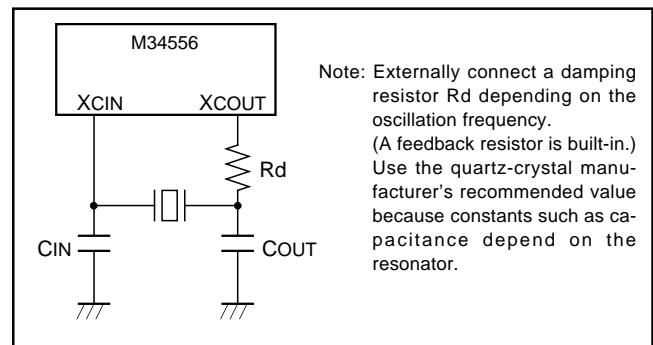 M34556
XCIN
XCOUT
Rd
CIN
COUT
Note: Externally connect a damping
resistor Rd depending on the
oscillation frequency.
(A feedback resistor is built-in.)
Use the quartz-crystal manu-
facturer's recommended value
because constants such as ca-
pacitance depend on the
resonator.